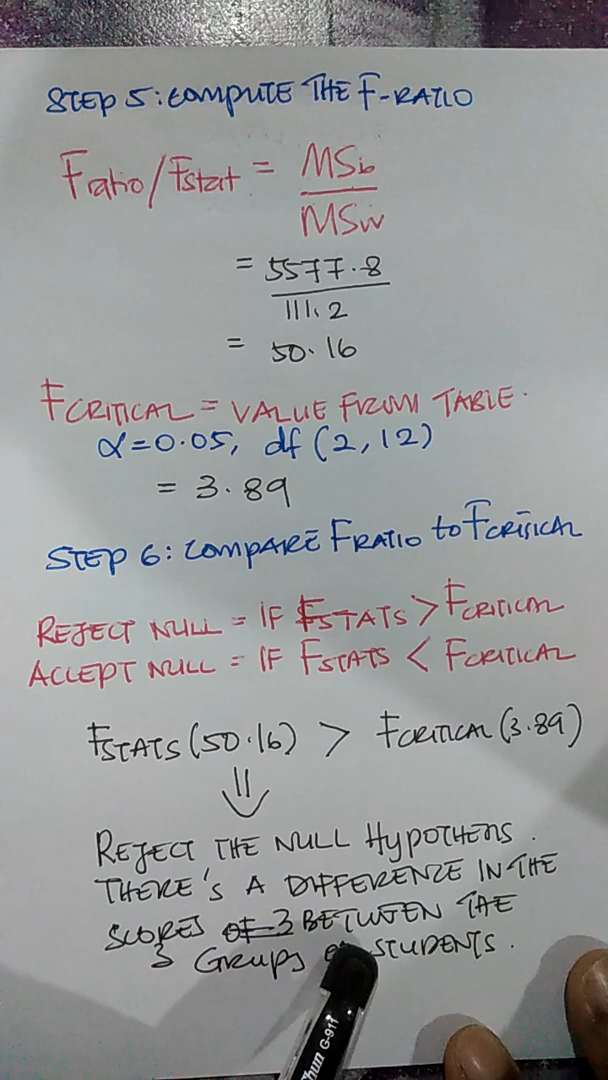 STEP 5: COMPUTE THE F-RATIO
Fratio/Fstat = MSb
MSw
= 5577.8
111.2
= 50.16
FCRITICAL = VALUE FROM TABLE.
α=0.05, df (2,12)
= 3.89
STEP 6: COMPARE FRATIO to FCRITICAL
REJECT NULL = IF FSTATS > FCRITICAL
ACCEPT NULL = IF FSTATS < FCRITICAL
FSTATS (50.16) > FCRITICAL (3.89)
REJECT THE NULL HYPOTHESIS.
THERE'S A DIFFERENCE IN THE
SCORES OF 3 BETWEEN THE
3 GROUPS STUDENTS.
G-911